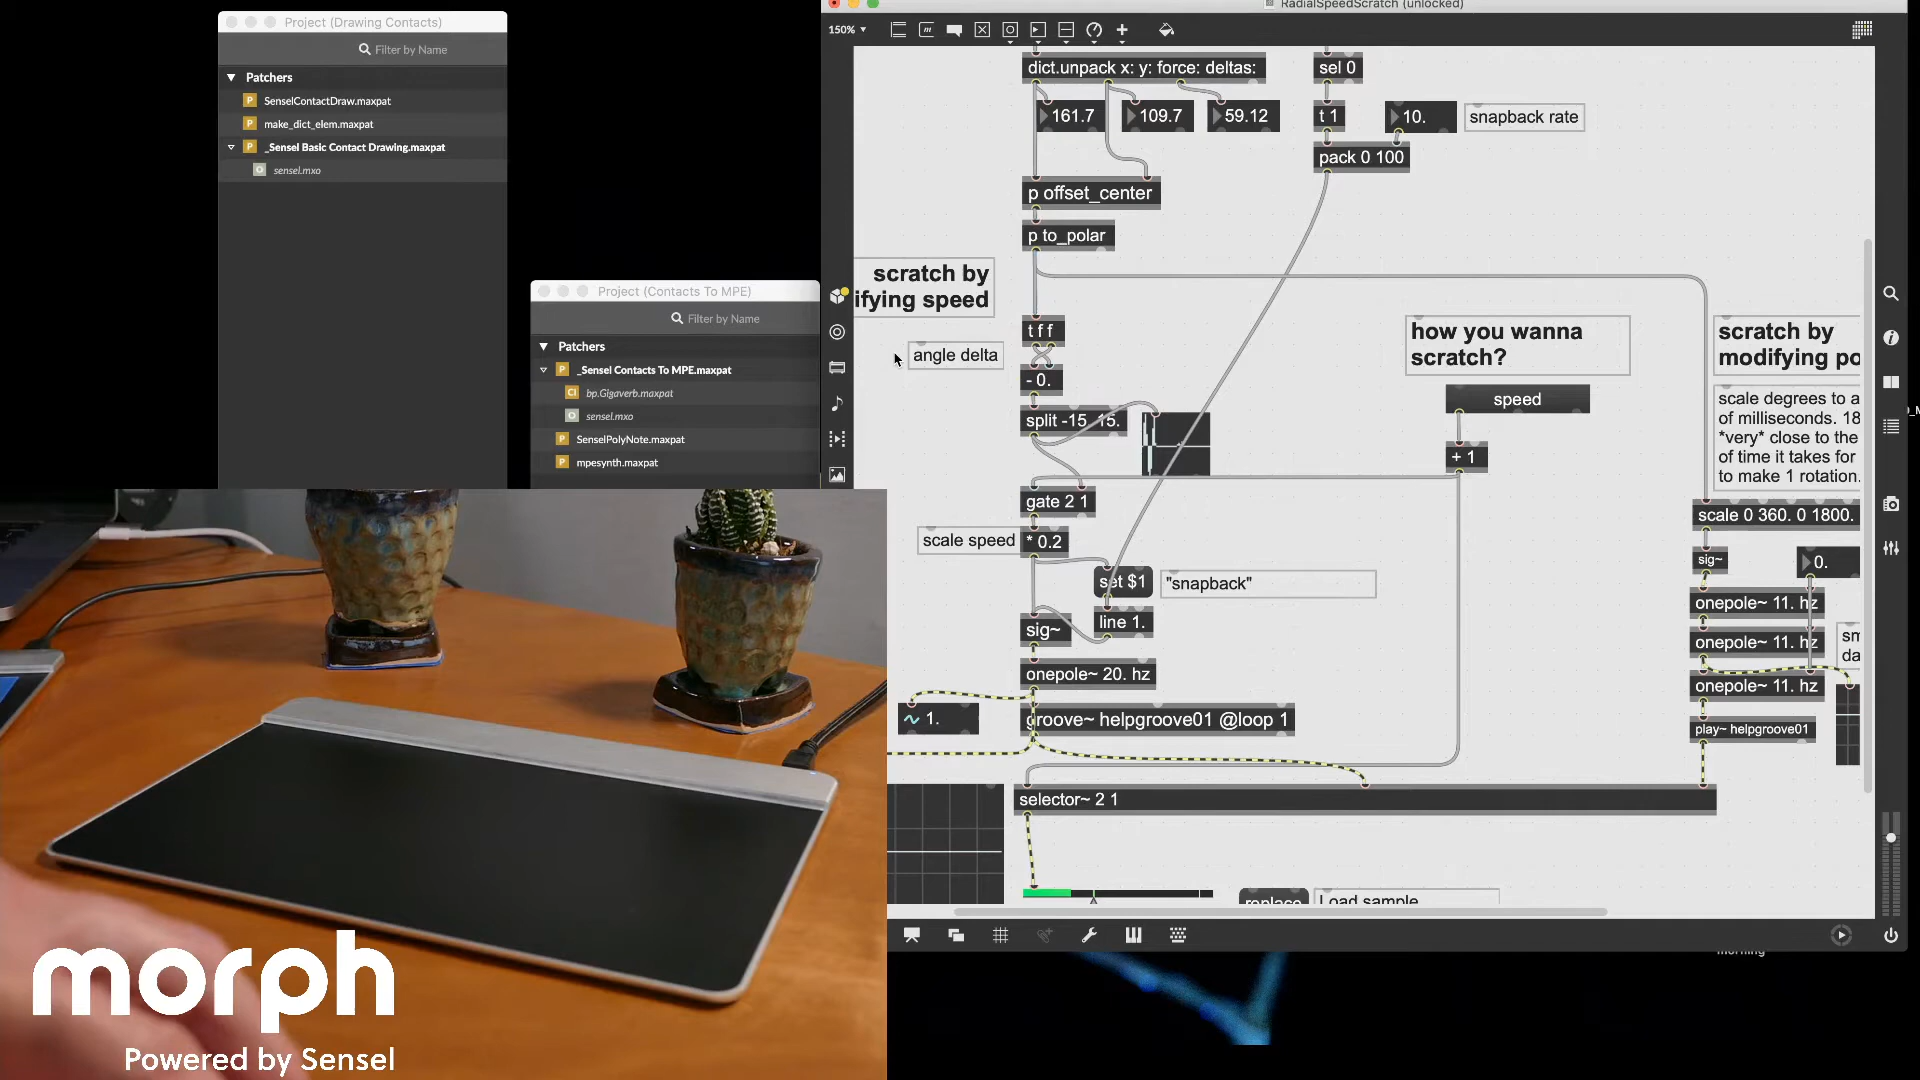 Project (Drawing Contacts)
Filter by Name
Patchers
SenselContactDraw.maxpat
make_dict_elem.maxpat
_Sensel Basic Contact Drawing.maxpat
sensel.mxo
Project (Contacts To MPE)
Filter by Name
Patchers
_Sensel Contacts To MPE.maxpat
bp.Gigaverb.maxpat
sensel.mxo
SenselPolyNote.maxpat
mpesynth.maxpat
RadialSpeedScratch (unlocked)
150%
dict.unpack x: y: force: deltas:
sel 0
161.7
109.7
59.12
t 1
10.
snapback rate
pack 0 100
p offset_center
p to_polar
scratch by
ifying speed
t f f
angle delta
- 0.
split -15. 15.
how you wanna
scratch?
speed
+ 1
scratch by
modifying po
scale degrees to a
of milliseconds. 18
*very* close to the
of time it takes for
to make 1 rotation.
gate 2 1
scale 0 360. 0 1800.
scale speed
* 0.2
set $1
"snapback"
sig~
0.
line 1.
sig~
onepole~ 11. hz
onepole~ 11. hz
sm
da
onepole~ 20. hz
onepole~ 11. hz
1.
groove~ helpgroove01 @loop 1
play~ helpgroove01
selector~ 2 1
replace
Load sample
morning
morph
Powered by Sensel